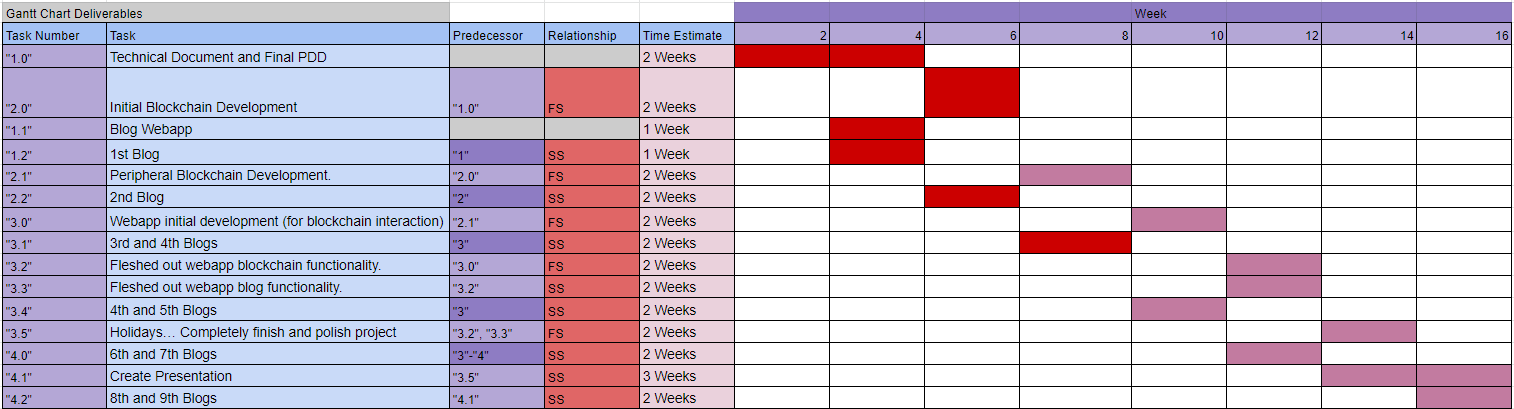 Gantt Chart Deliverables Week
Task Number Task Predecessor Relationship Time Estimate 2 4 6 8 10 12 14 16
"1.0" Technical Document and Final PDD 2 Weeks
"2.0" Initial Blockchain Development "1.0" FS 2 Weeks
"1.1" Blog Webapp 1 Week
"1.2" 1st Blog "1" SS 1 Week
"2.1" Peripheral Blockchain Development. "2.0" FS 2 Weeks
"2.2" 2nd Blog "2" SS 2 Weeks
"3.0" Webapp initial development (for blockchain interaction) "2.1" FS 2 Weeks
"3.1" 3rd and 4th Blogs "3" SS 2 Weeks
"3.2" Fleshed out webapp blockchain functionality. "3.0" FS 2 Weeks
"3.3" Fleshed out webapp blog functionality. "3.2" SS 2 Weeks
"3.4" 4th and 5th Blogs "3" SS 2 Weeks
"3.5" Holidays… Completely finish and polish project "3.2", "3.3" FS 2 Weeks
"4.0" 6th and 7th Blogs "3"-"4" SS 2 Weeks
"4.1" Create Presentation "3.5" SS 3 Weeks
"4.2" 8th and 9th Blogs "4.1" SS 2 Weeks